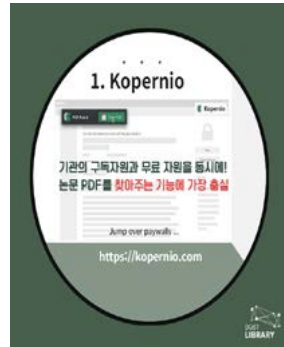 1. Kopernio
Kopernio
기관의 구독자원과 무료 자원을 동시에!
논문 PDF를 찾아주는 기능에 가장 충실
Jump over paywalls ...
https://kopernio.com
LIBRARY